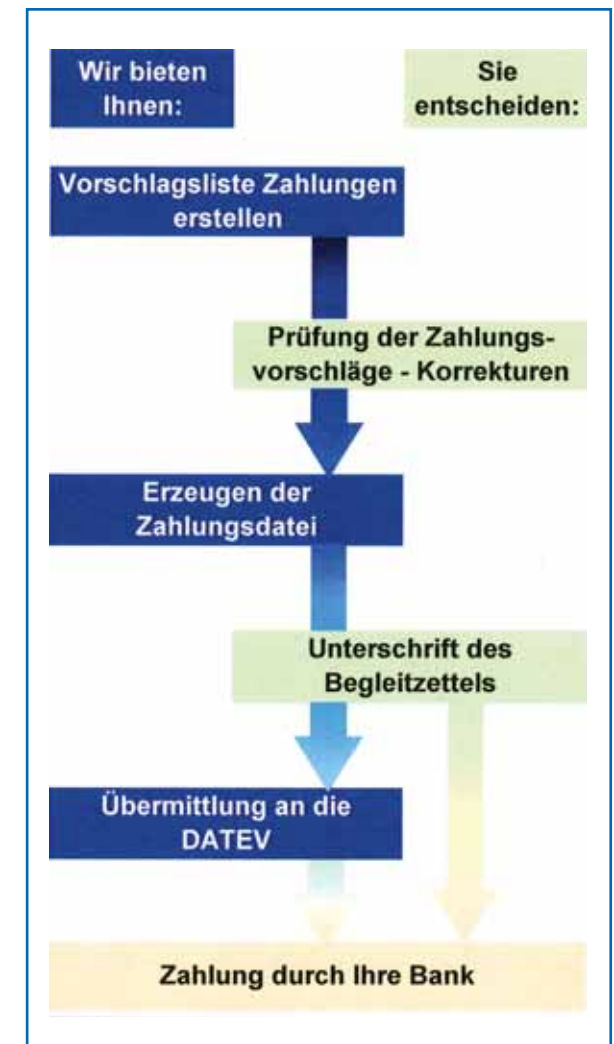 Wir bieten
Ihnen:
Sie
entscheiden:
Vorschlagsliste Zahlungen
erstellen
Prüfung der Zahlungs-
vorschläge - Korrekturen
Erzeugen der
Zahlungsdatei
Unterschrift des
Begleitzettels
Übermittlung an die
DATEV
Zahlung durch Ihre Bank